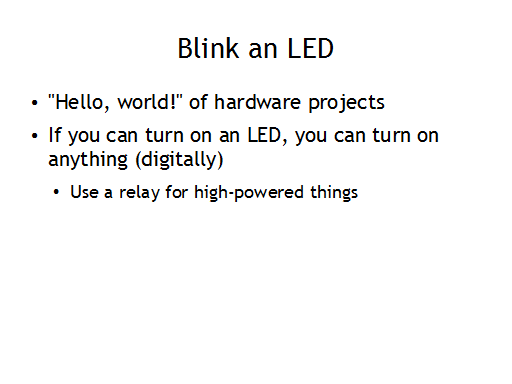 Blink an LED
• "Hello, world!" of hardware projects
• If you can turn on an LED, you can turn on
anything (digitally)
• Use a relay for high-powered things